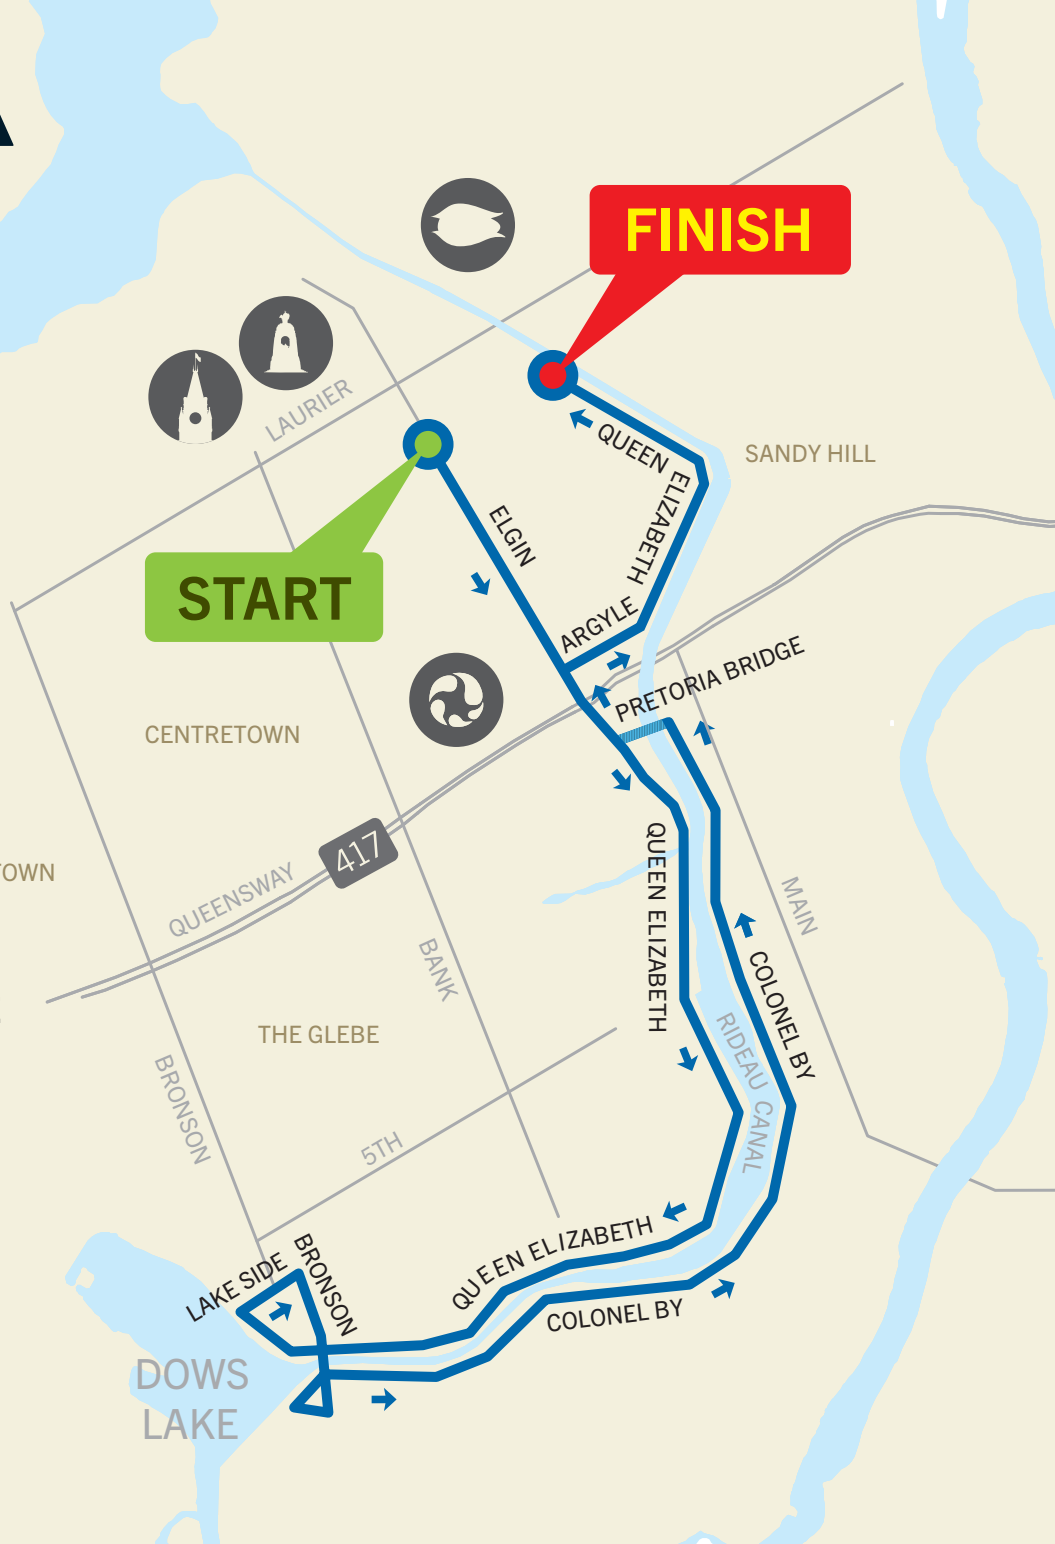 FINISH
LAURIER
QUEEN
ELIZABETH
SANDY HILL
ELGIN
START
ARGYLE
PRETORIA BRIDGE
CENTRETOWN
417
QUEENSWAY
QUEEN ELIZABETH
MAIN
BANK
COLONEL BY
THE GLEBE
RIDEAU CANAL
BRONSON
5TH
QUEEN ELIZABETH
LAKE SIDE
BRONSON
COLONEL BY
DOWS
LAKE